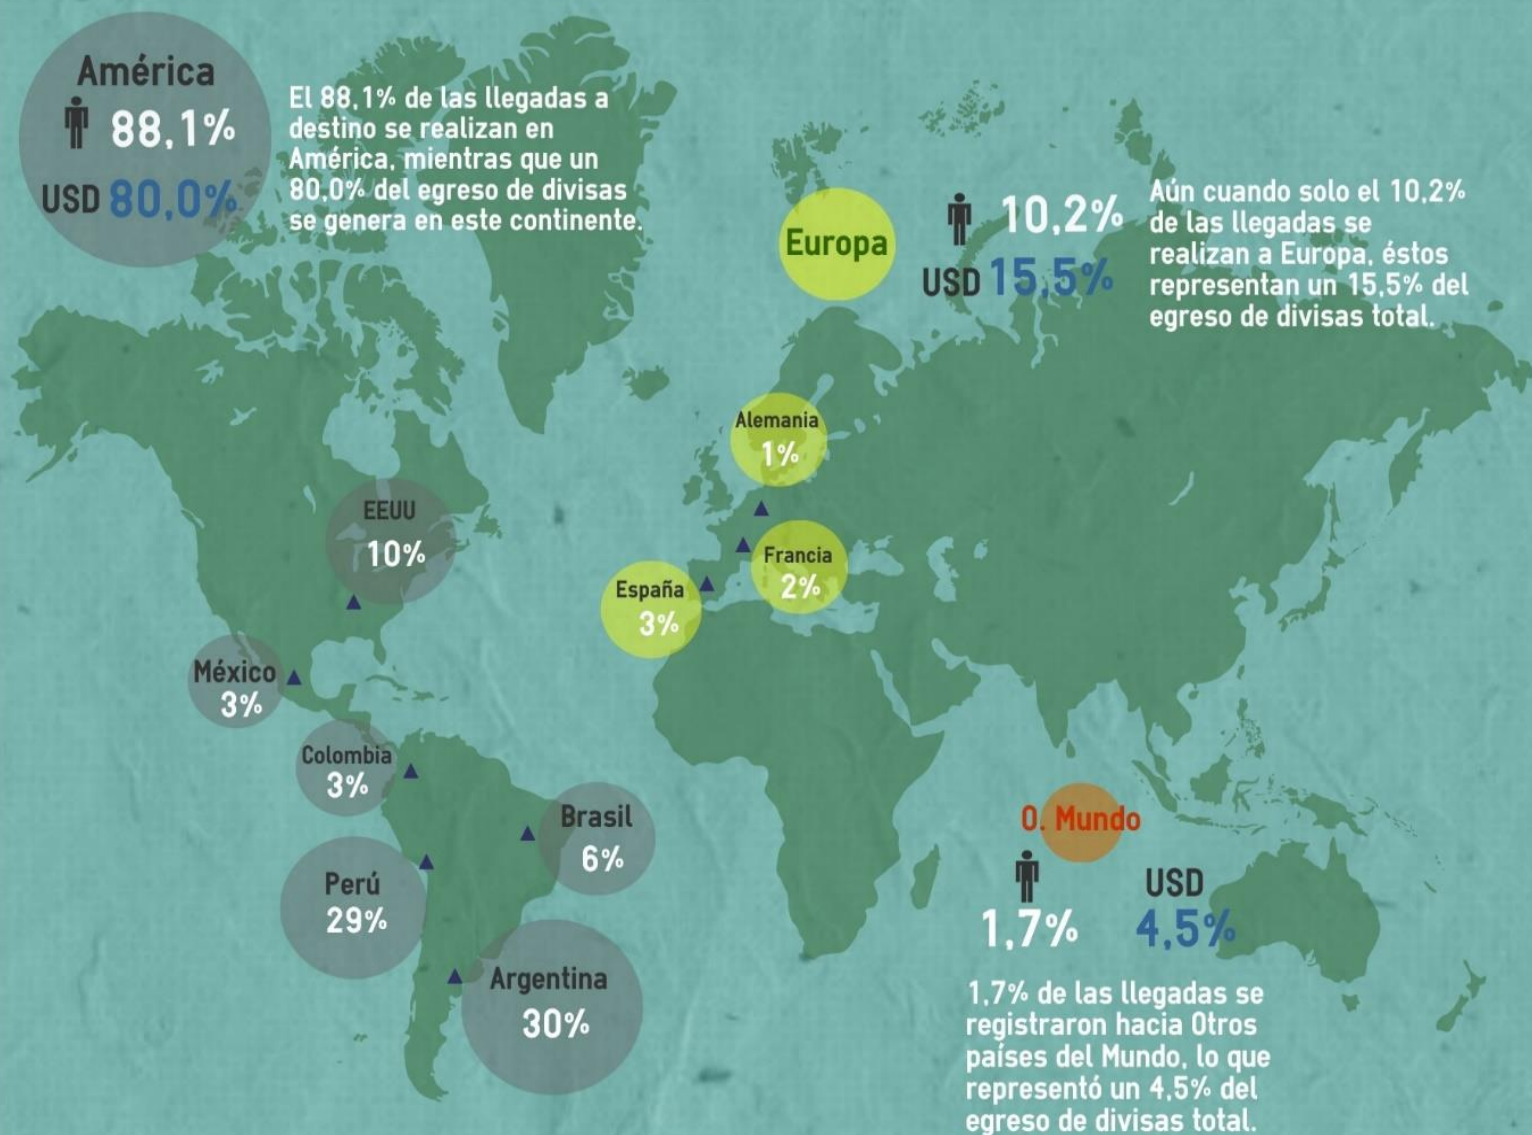 América
88,1%
USD 80,0%
El 88,1% de las llegadas a
destino se realizan en
América, mientras que un
80,0% del egreso de divisas
se genera en este continente.
Europa
10,2%
USD 15,5%
Aún cuando solo el 10,2%
de las llegadas se
realizan a Europa, éstos
representan un 15,5% del
egreso de divisas total.
Alemania
1%
EEUU
10%
Francia
2%
España
3%
México
3%
Colombia
3%
Brasil
6%
Perú
29%
Argentina
30%
O. Mundo
USD
1,7% 4,5%
1,7% de las llegadas se
registraron hacia Otros
países del Mundo, lo que
representó un 4,5% del
egreso de divisas total.